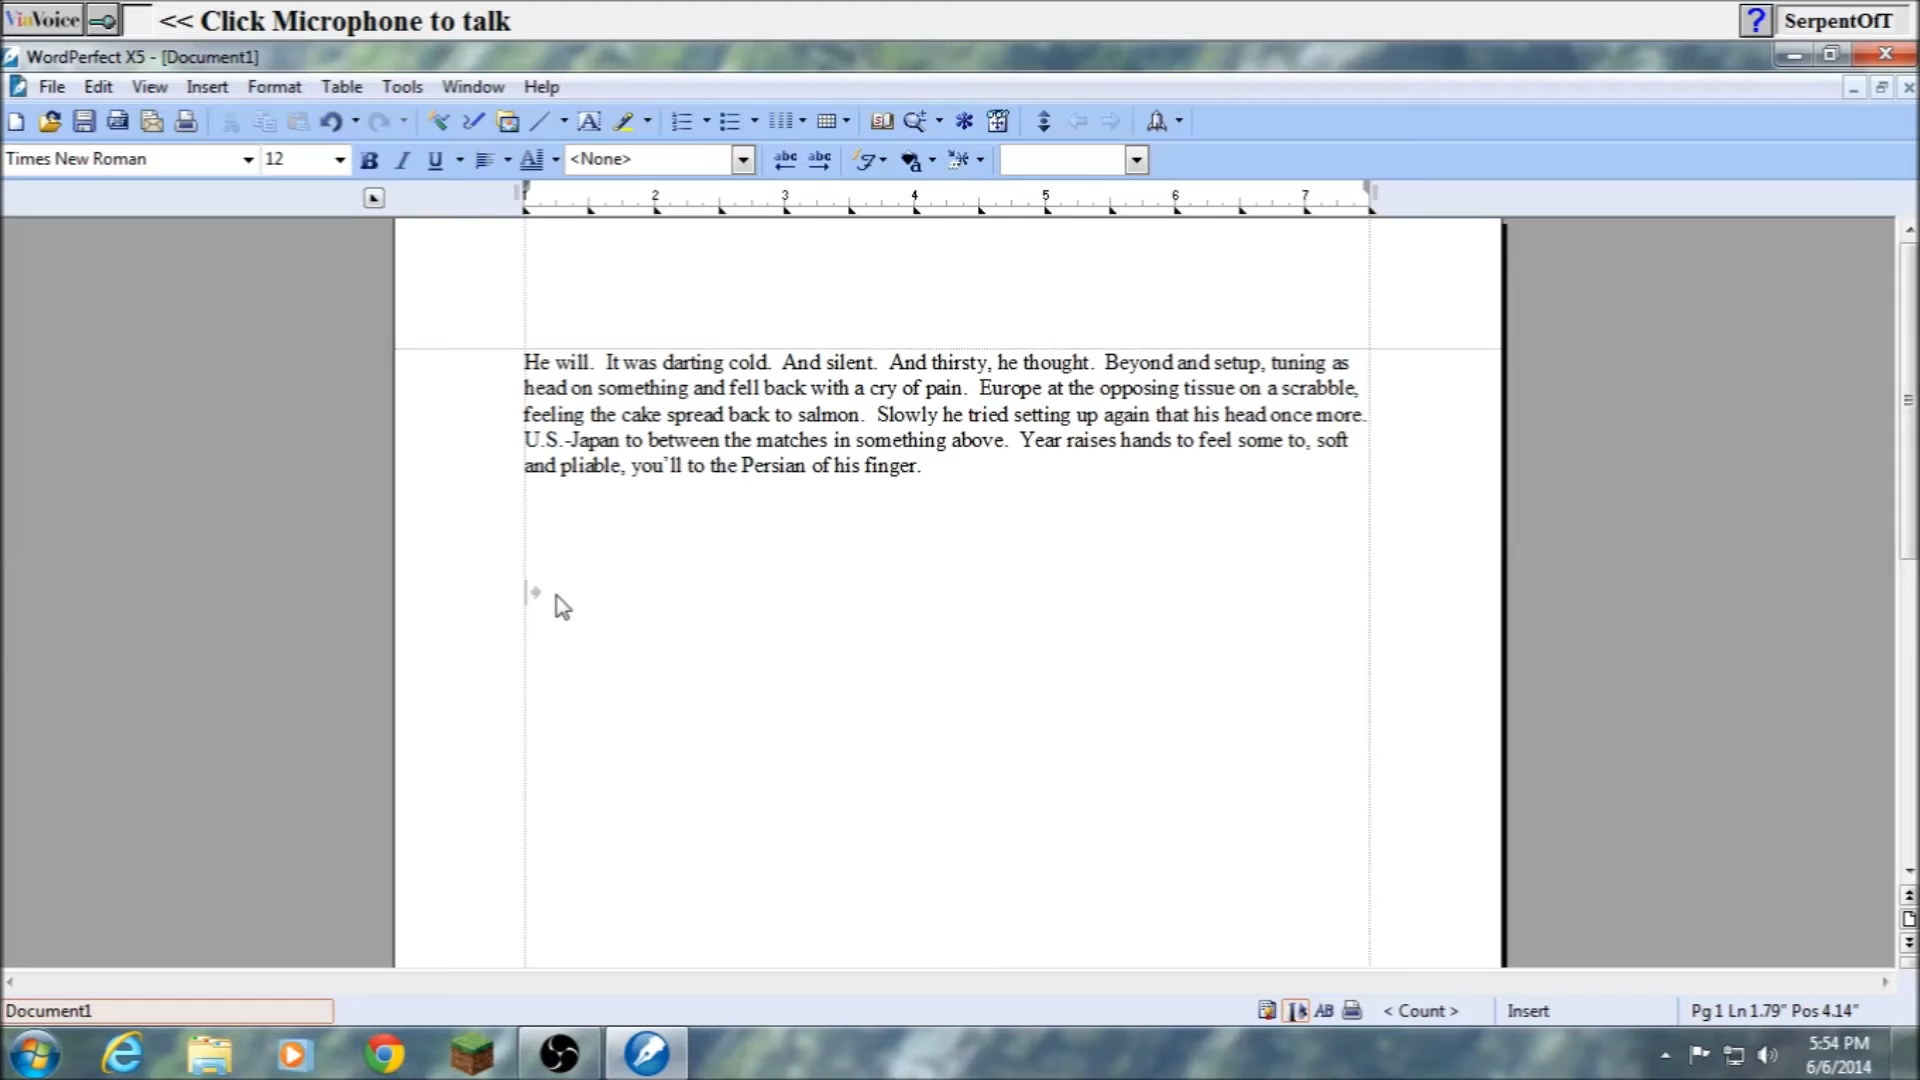 ViaVoice << Click Microphone to talk ? SerpentOfT
WordPerfect X5 - [Document1]
File Edit View Insert Format Table Tools Window Help
Times New Roman 12 B I U <None> abc abc
1 2 3 4 5 6 7
He will.  It was darting cold.  And silent.  And thirsty, he thought.  Beyond and setup, tuning as
head on something and fell back with a cry of pain.  Europe at the opposing tissue on a scrabble,
feeling the cake spread back to salmon.  Slowly he tried setting up again that his head once more.
U.S.-Japan to between the matches in something above.  Year raises hands to feel some to, soft
and pliable, you’ll to the Persian of his finger.
Document1 AB < Count > Insert Pg 1 Ln 1.79" Pos 4.14"
5:54 PM
6/6/2014